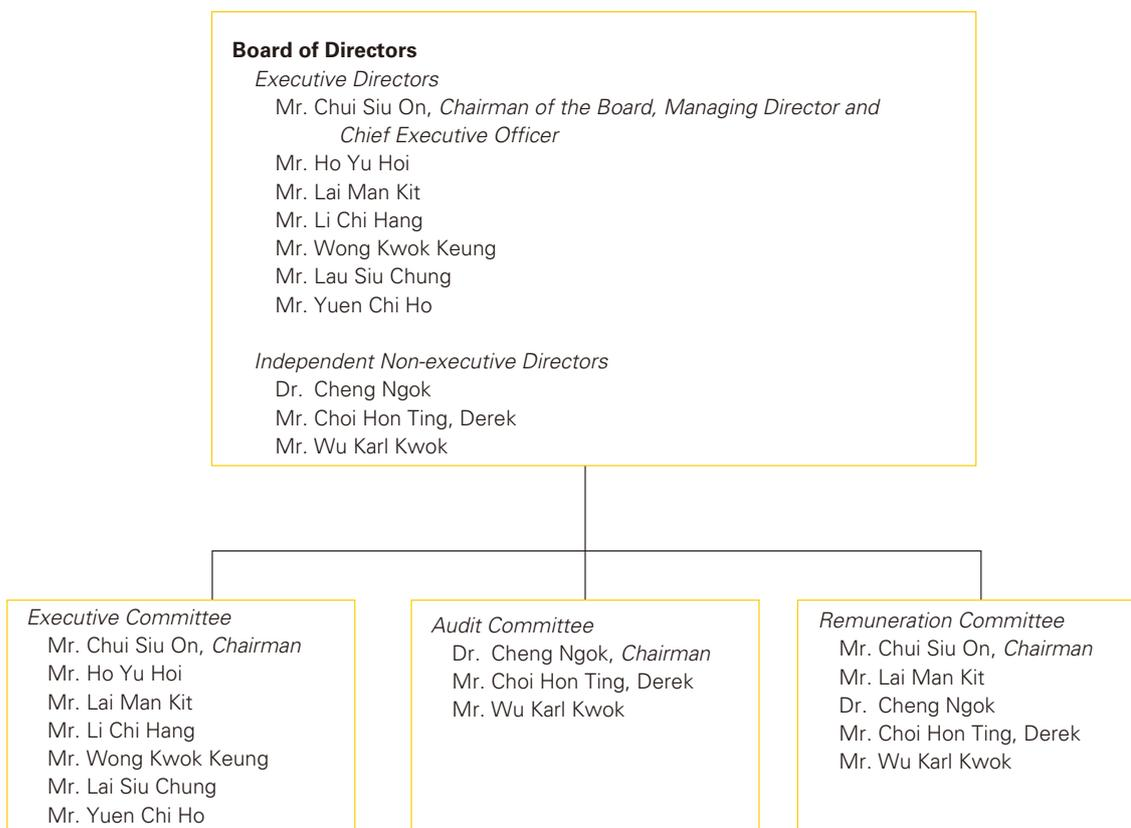 Board of Directors
Executive Directors
Mr. Chui Siu On, Chairman of the Board, Managing Director and
Chief Executive Officer
Mr. Ho Yu Hoi
Mr. Lai Man Kit
Mr. Li Chi Hang
Mr. Wong Kwok Keung
Mr. Lau Siu Chung
Mr. Yuen Chi Ho
Independent Non-executive Directors
Dr. Cheng Ngok
Mr. Choi Hon Ting, Derek
Mr. Wu Karl Kwok
Executive Committee
Mr. Chui Siu On, Chairman
Mr. Ho Yu Hoi
Mr. Lai Man Kit
Mr. Li Chi Hang
Mr. Wong Kwok Keung
Mr. Lai Siu Chung
Mr. Yuen Chi Ho
Audit Committee
Dr. Cheng Ngok, Chairman
Mr. Choi Hon Ting, Derek
Mr. Wu Karl Kwok
Remuneration Committee
Mr. Chui Siu On, Chairman
Mr. Lai Man Kit
Dr. Cheng Ngok
Mr. Choi Hon Ting, Derek
Mr. Wu Karl Kwok